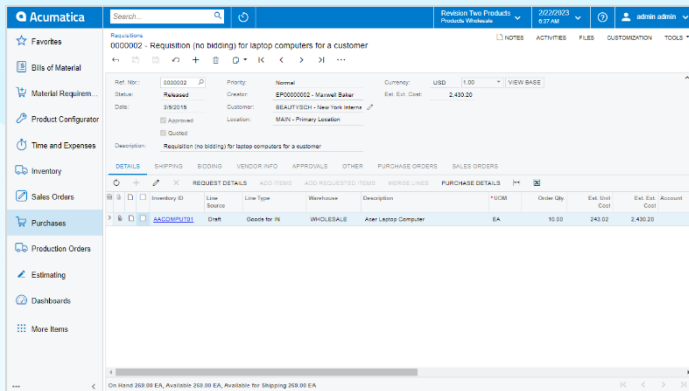 Acumatica
Search...
Revision Two Products
Products Wholesale
2/22/2023
6:37 AM
admin admin
Favorites
Bills of Material
Material Requirem...
Product Configurator
Time and Expenses
Inventory
Sales Orders
Purchases
Production Orders
Estimating
Dashboards
More Items
Requisitions
0000002 - Requisition (no bidding) for laptop computers for a customer
NOTES ACTIVITIES FILES CUSTOMIZATION TOOLS
Ref. Nbr.: 0000002 Priority: Normal Currency: USD 1.00 VIEW BASE
Status: Released Creator: EP00000002 - Maxwell Baker Est. Ext. Cost: 2,430.20
Date: Customer: BEAUTYSCH - New York Interna
Approved Location: MAIN - Primary Location
Quoted
Description: Requisition (no bidding) for laptop computers for a customer
DETAILS SHIPPING BIDDING VENDOR INFO APPROVALS OTHER PURCHASE ORDERS SALES ORDERS
REQUEST DETAILS ADD ITEMS ADD REQUESTED ITEMS MERGE LINES PURCHASE DETAILS
Inventory ID Line Source Line Type Warehouse Description *UOM Order Qty. Est. Unit Cost Est. Ext. Cost Account
AACOMPUT01 Draft Goods for IN WHOLESALE Acer Laptop Computer EA 10.00 243.02 2,430.20
On Hand 260.00 EA, Available 260.00 EA, Available for Shipping 260.00 EA